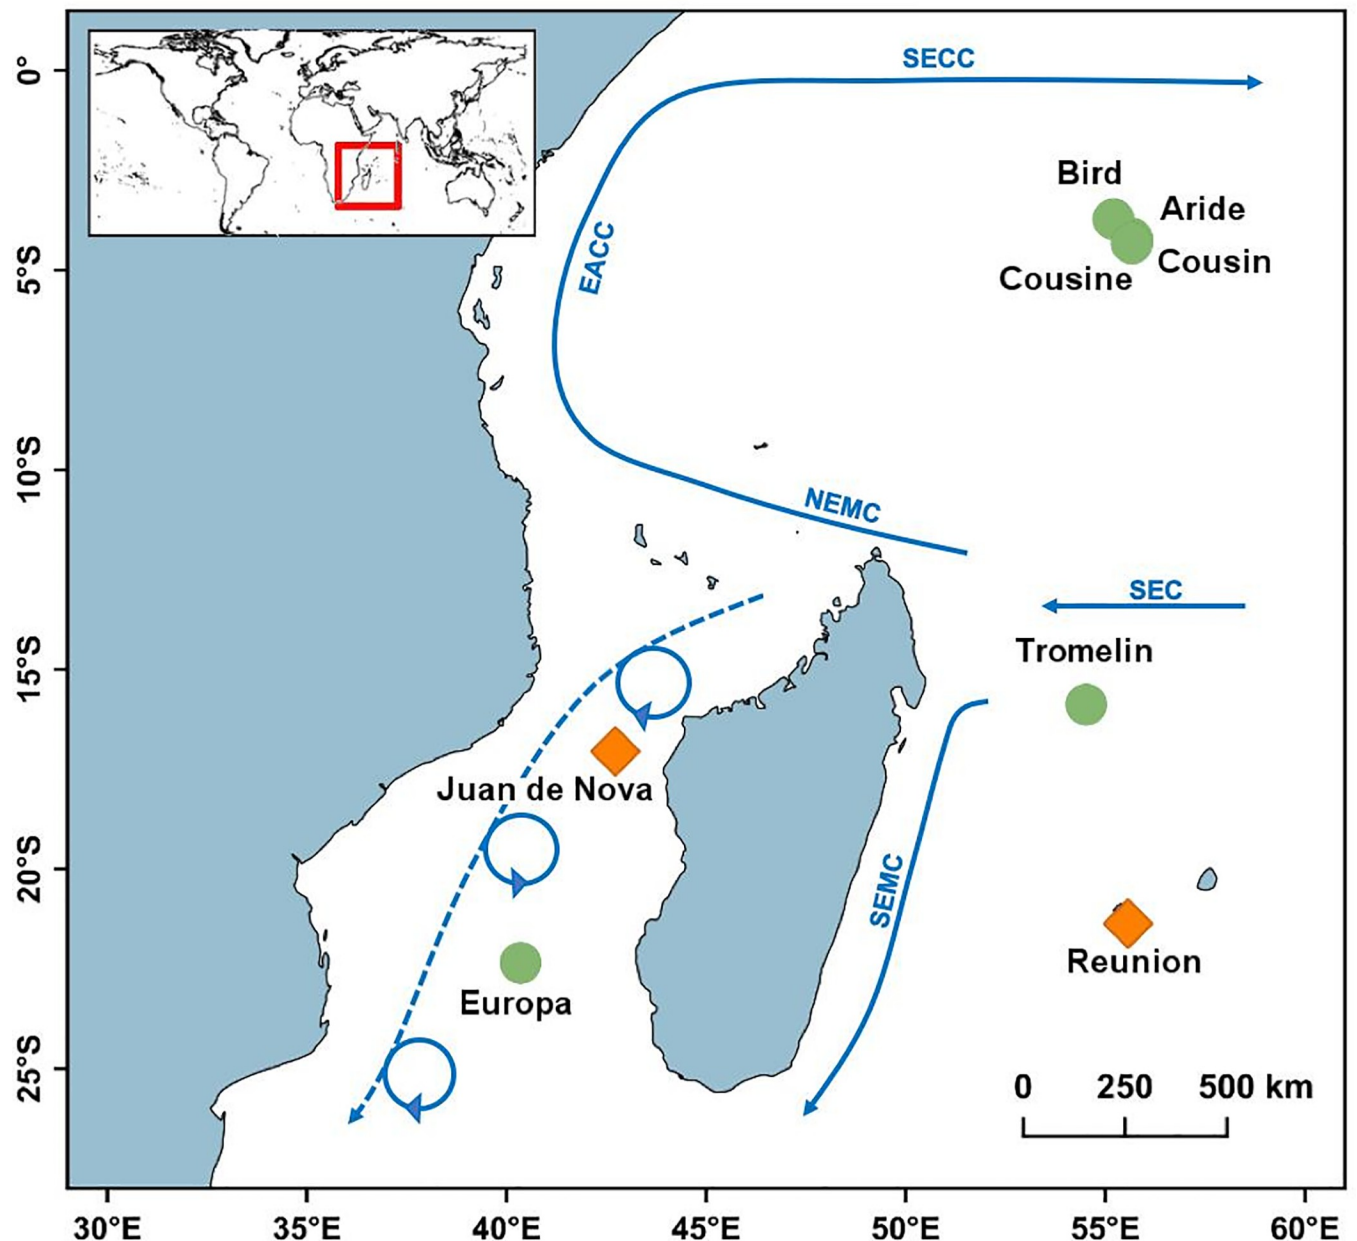 SECC
0°
Bird
Aride
EACC
Cousin
5°S
Cousine
10°S
NEMC
SEC
Tromelin
15°S
Juan de Nova
20°S
SEMC
Reunion
Europa
25°S
0 250 500 km
30°E 35°E 40°E 45°E 50°E 55°E 60°E